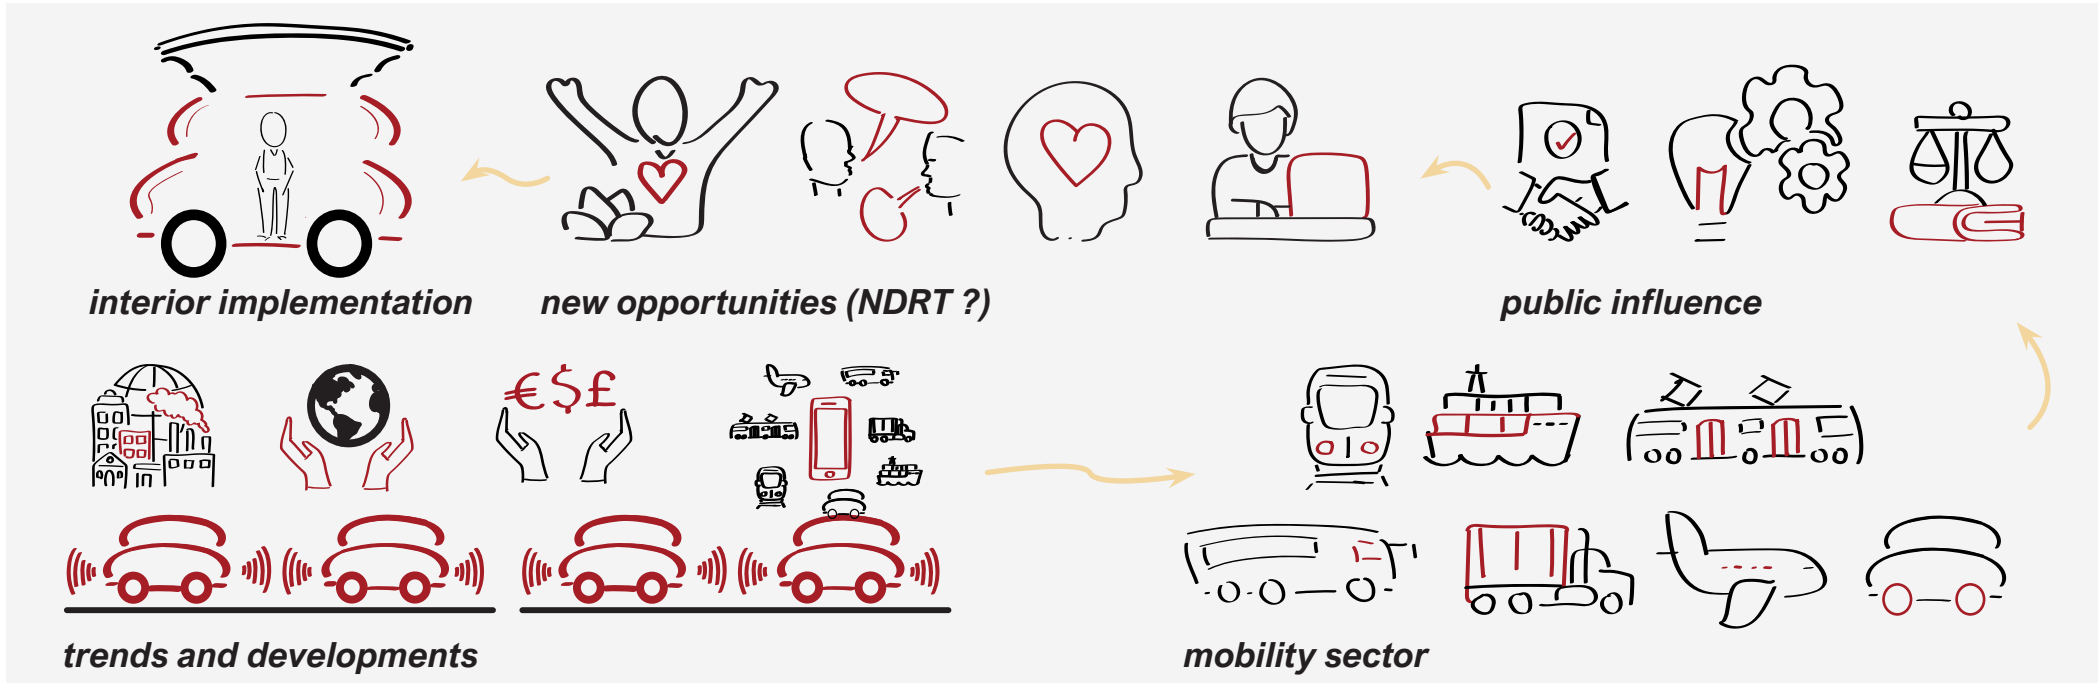 interior implementation
new opportunities (NDRT ?)
public influence
€$£
trends and developments
mobility sector